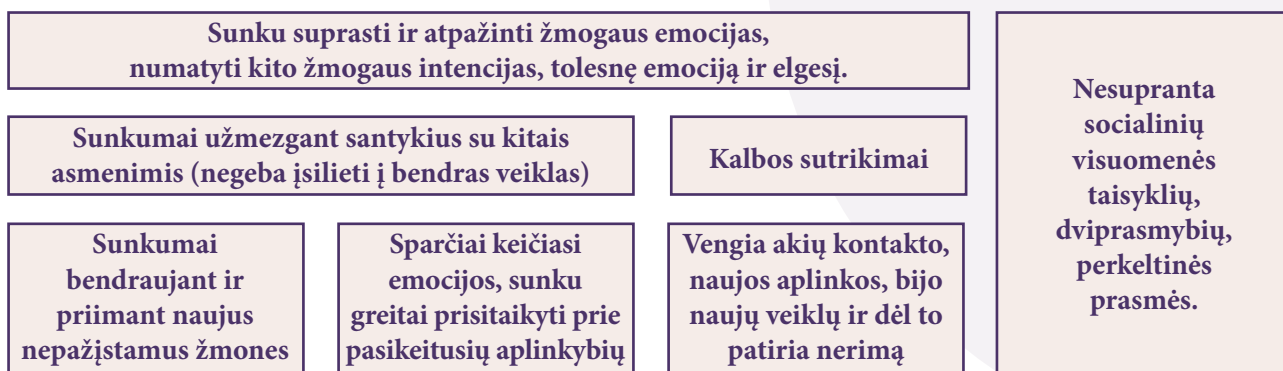 Sunku suprasti ir atpažinti žmogaus emocijas,
numatyti kito žmogaus intencijas, tolesnę emociją ir elgesį.
Sunkumai užmezgant santykius su kitais
asmenimis (negeba įsilieti į bendras veiklas)
Kalbos sutrikimai
Sunkumai
bendraujant ir
priimant naujus
nepažįstamus žmones
Sparčiai keičiasi
emocijos, sunku
greitai prisitaikyti prie
pasikeitusių aplinkybių
Vengia akių kontakto,
naujos aplinkos, bijo
naujų veiklų ir dėl to
patiria nerimą
Nesupranta
socialinių
visuomenės
taisyklių,
dviprasmybių,
perkeltinės
prasmės.